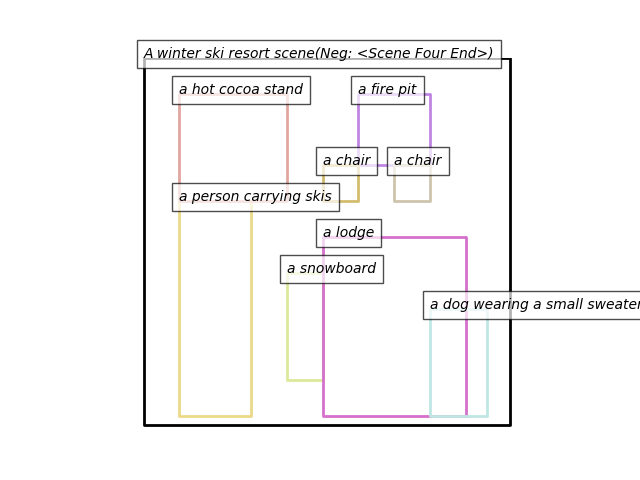 A winter ski resort scene(Neg: <Scene Four End>)
a hot cocoa stand
a fire pit
a chair
a chair
a person carrying skis
a lodge
a snowboard
a dog wearing a small sweater